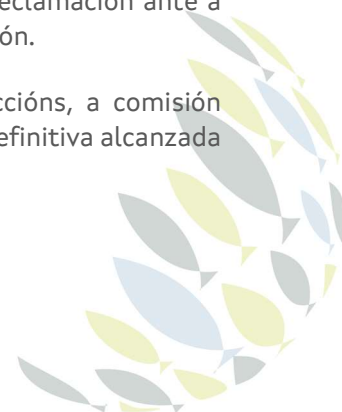 eclamación ante a
ón.
ccións, a comisión
efinitiva alcanzada